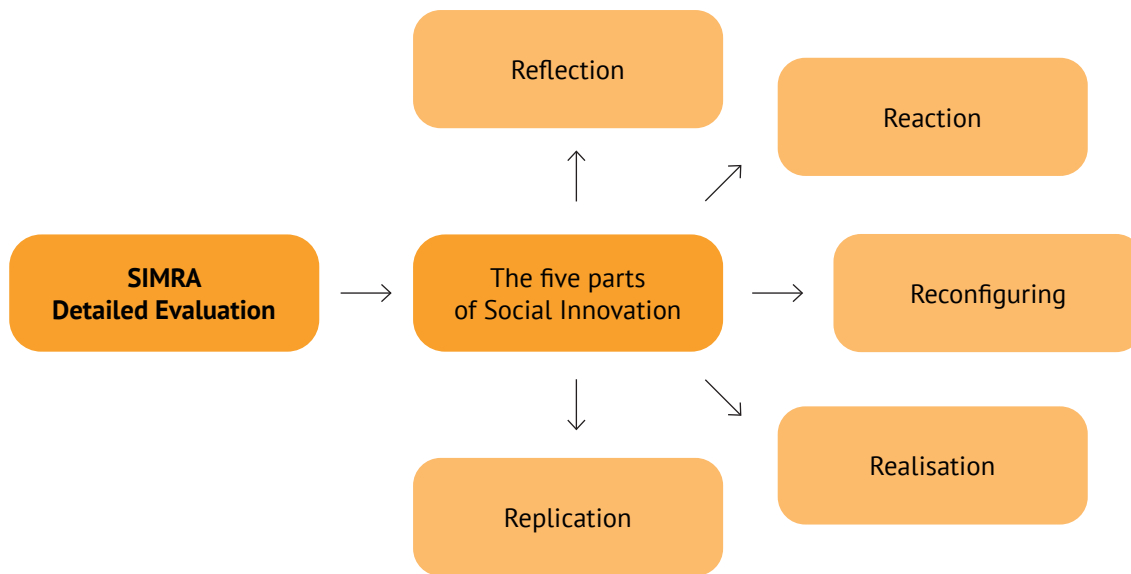 Reflection
Reaction
SIMRA
Detailed Evaluation
The five parts
of Social Innovation
Reconfiguring
Realisation
Replication